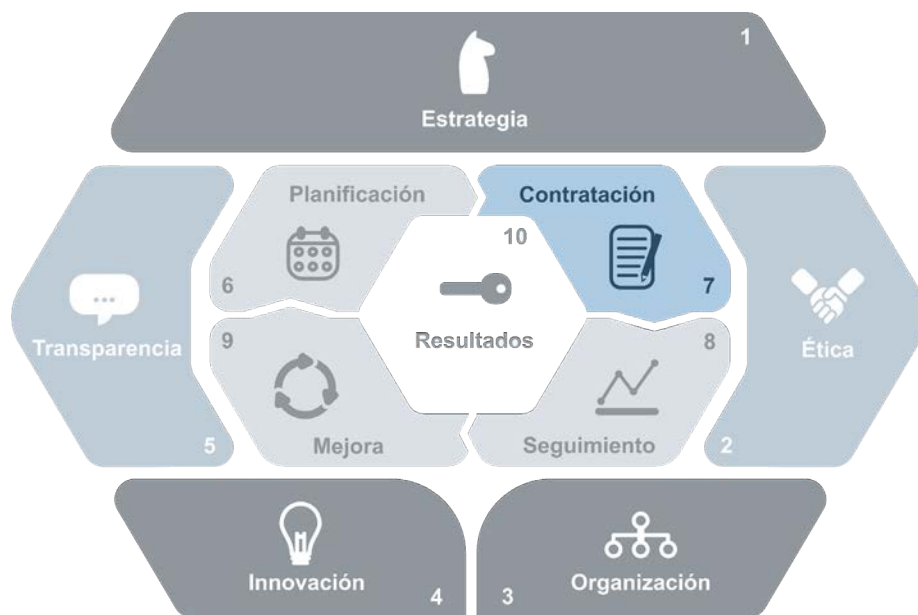 1
Estrategia
Planificación
6
Contratación
7
10
Resultados
Transparencia
5
Ética
2
9
Mejora
8
Seguimiento
Innovación
4
3
Organización